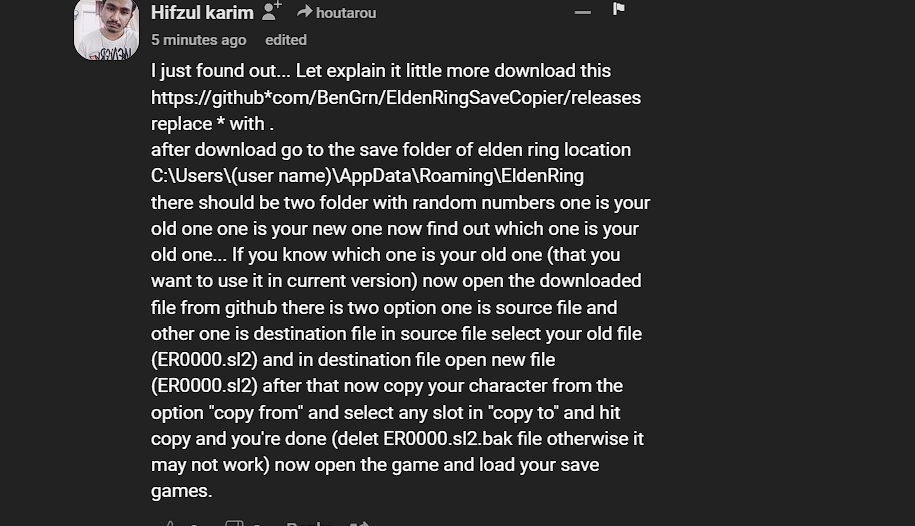 Hifzul karim houtarou
5 minutes ago edited
I just found out... Let explain it little more download this
https://github*com/BenGrn/EldenRingSaveCopier/releases
replace * with .
after download go to the save folder of elden ring location
C:\Users\(user name)\AppData\Roaming\EldenRing
there should be two folder with random numbers one is your
old one one is your new one now find out which one is your
old one... If you know which one is your old one (that you
want to use it in current version) now open the downloaded
file from github there is two option one is source file and
other one is destination file in source file select your old file
(ER0000.sl2) and in destination file open new file
(ER0000.sl2) after that now copy your character from the
option "copy from" and select any slot in "copy to" and hit
copy and you're done (delet ER0000.sl2.bak file otherwise it
may not work) now open the game and load your save
games.